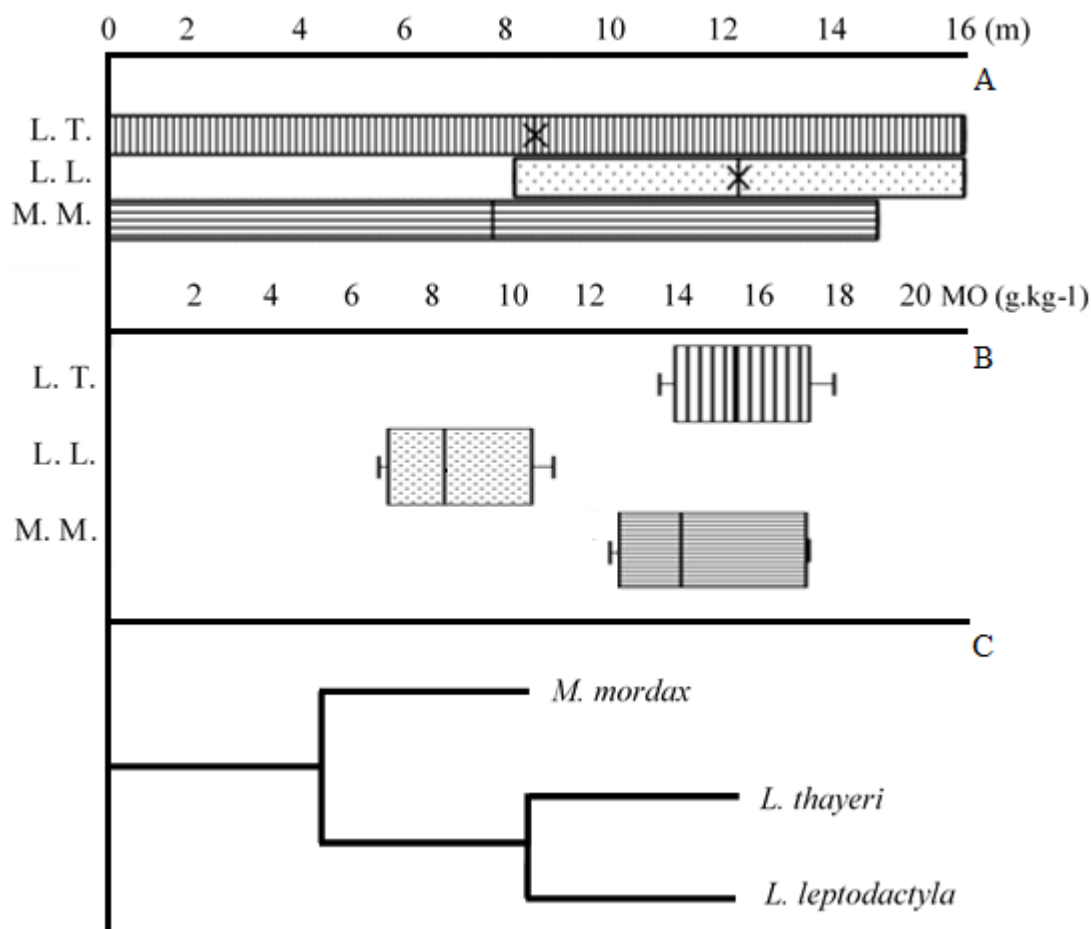 0 2 4 6 8 10 12 14 16 (m)
A
L. T.
L. L.
M. M.
2 4 6 8 10 12 14 16 18 20 MO (g.kg-l)
B
L. T.
L. L.
M. M.
C
M. mordax
L. thayeri
L. leptodactyla